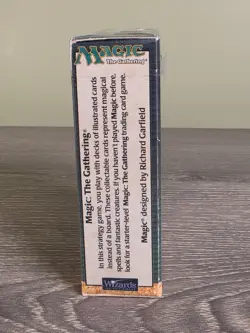 MAGIC
The Gathering®
Magic: The Gathering®
In this strategy game, you play with decks of illustrated cards
instead of a board. These collectable cards represent magical
spells and fantastic creatures. If you haven't played Magic before,
look for a starter-level Magic: The Gathering trading card game.
Magic® designed by Richard Garfield
Wizards